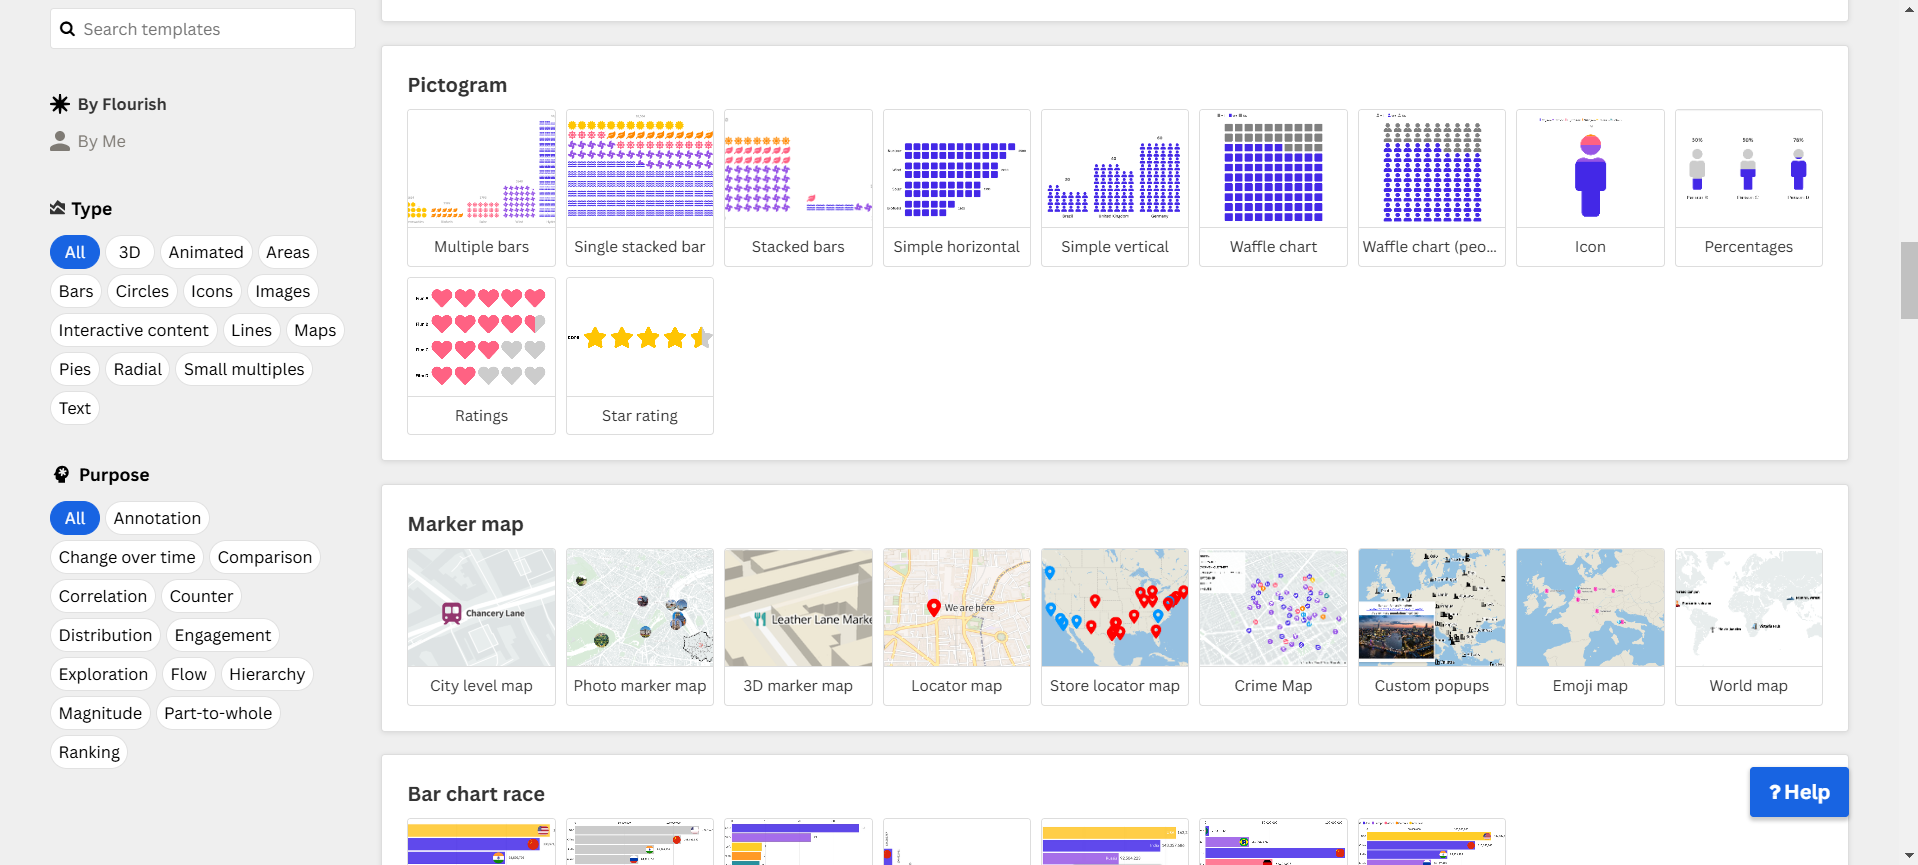 Search templates
By Flourish
By Me
Type
All
3D
Animated
Areas
Bars
Circles
Icons
Images
Interactive content
Lines
Maps
Pies
Radial
Small multiples
Text
Purpose
All
Annotation
Change over time
Comparison
Correlation
Counter
Distribution
Engagement
Exploration
Flow
Hierarchy
Magnitude
Part-to-whole
Ranking
Pictogram
Multiple bars
Single stacked bar
Stacked bars
Simple horizontal
Simple vertical
Waffle chart
Waffle chart (peo...
Icon
30%
50%
Percentages
Ratings
Star rating
Marker map
Chancery Lane
City level map
Photo marker map
Leather Lane Marke
3D marker map
We are here
Locator map
Store locator map
Crime Map
Custom popups
Emoji map
World map
Bar chart race
? Help